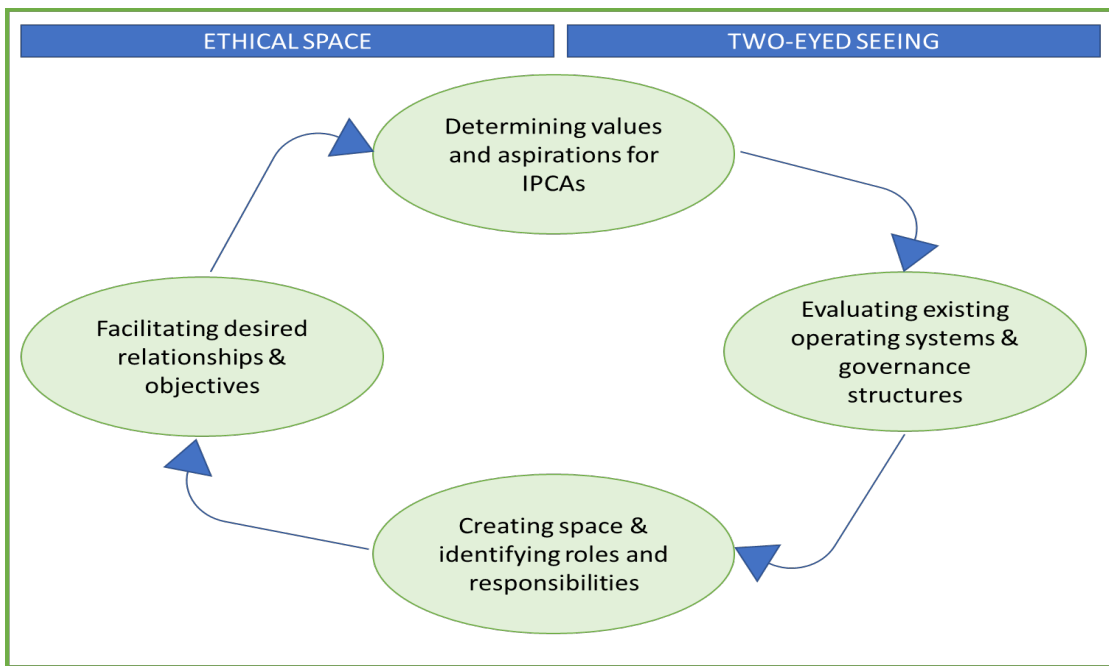 ETHICAL SPACE
TWO-EYED SEEING
Determining values
and aspirations for
IPCAs
Evaluating existing
operating systems &
governance
structures
Creating space &
identifying roles and
responsibilities
Facilitating desired
relationships &
objectives